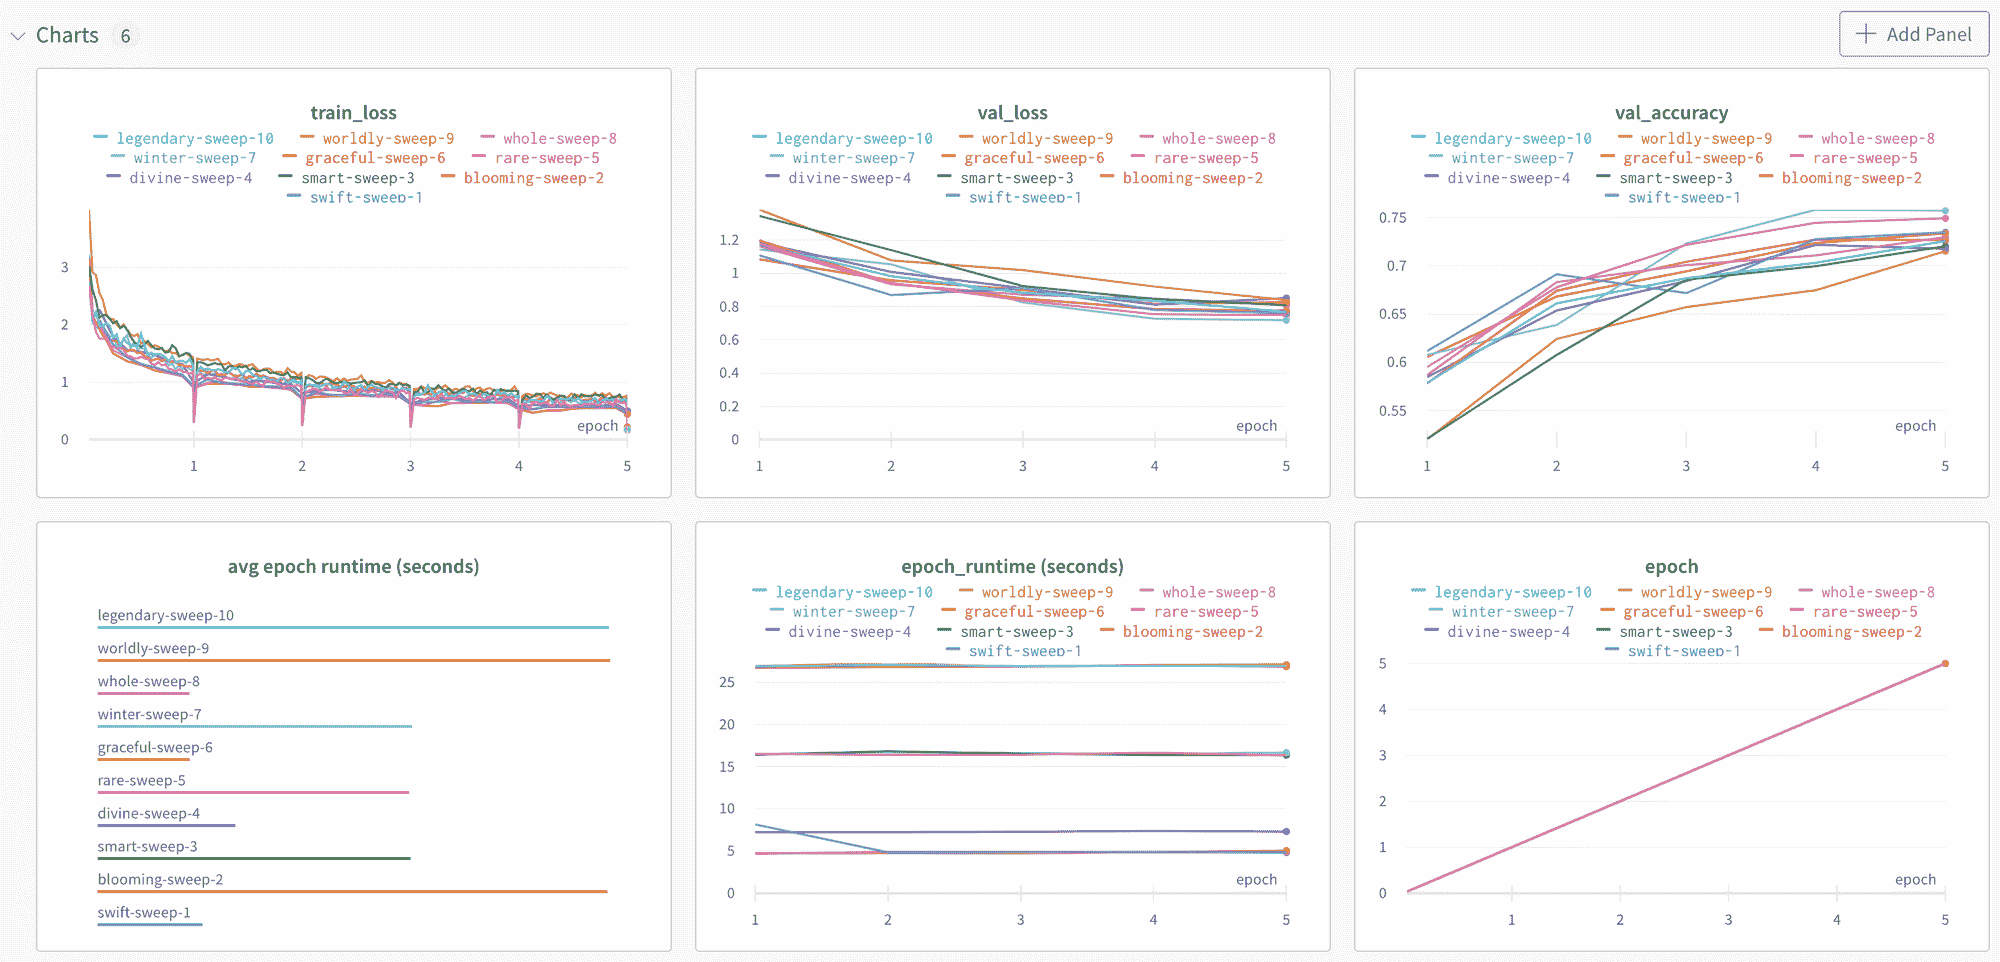 Charts 6
Add Panel
train_loss
legendary-sweep-10 worldly-sweep-9 whole-sweep-8
winter-sweep-7 graceful-sweep-6 rare-sweep-5
divine-sweep-4 smart-sweep-3 blooming-sweep-2
swift-sweep-1
3
2
1
0
epoch
1 2 3 4 5
val_loss
legendary-sweep-10 worldly-sweep-9 whole-sweep-8
winter-sweep-7 graceful-sweep-6 rare-sweep-5
divine-sweep-4 smart-sweep-3 blooming-sweep-2
swift-sweep-1
1.2
1
0.8
0.6
0.4
0.2
0
epoch
1 2 3 4 5
val_accuracy
legendary-sweep-10 worldly-sweep-9 whole-sweep-8
winter-sweep-7 graceful-sweep-6 rare-sweep-5
divine-sweep-4 smart-sweep-3 blooming-sweep-2
swift-sweep-1
0.75
0.7
0.65
0.6
0.55
epoch
1 2 3 4 5
avg epoch runtime (seconds)
legendary-sweep-10
worldly-sweep-9
whole-sweep-8
winter-sweep-7
graceful-sweep-6
rare-sweep-5
divine-sweep-4
smart-sweep-3
blooming-sweep-2
swift-sweep-1
epoch_runtime (seconds)
legendary-sweep-10 worldly-sweep-9 whole-sweep-8
winter-sweep-7 graceful-sweep-6 rare-sweep-5
divine-sweep-4 smart-sweep-3 blooming-sweep-2
swift-sweep-1
25
20
15
10
5
0
epoch
1 2 3 4 5
epoch
legendary-sweep-10 worldly-sweep-9 whole-sweep-8
winter-sweep-7 graceful-sweep-6 rare-sweep-5
divine-sweep-4 smart-sweep-3 blooming-sweep-2
swift-sweep-1
5
4
3
2
1
0
epoch
1 2 3 4 5